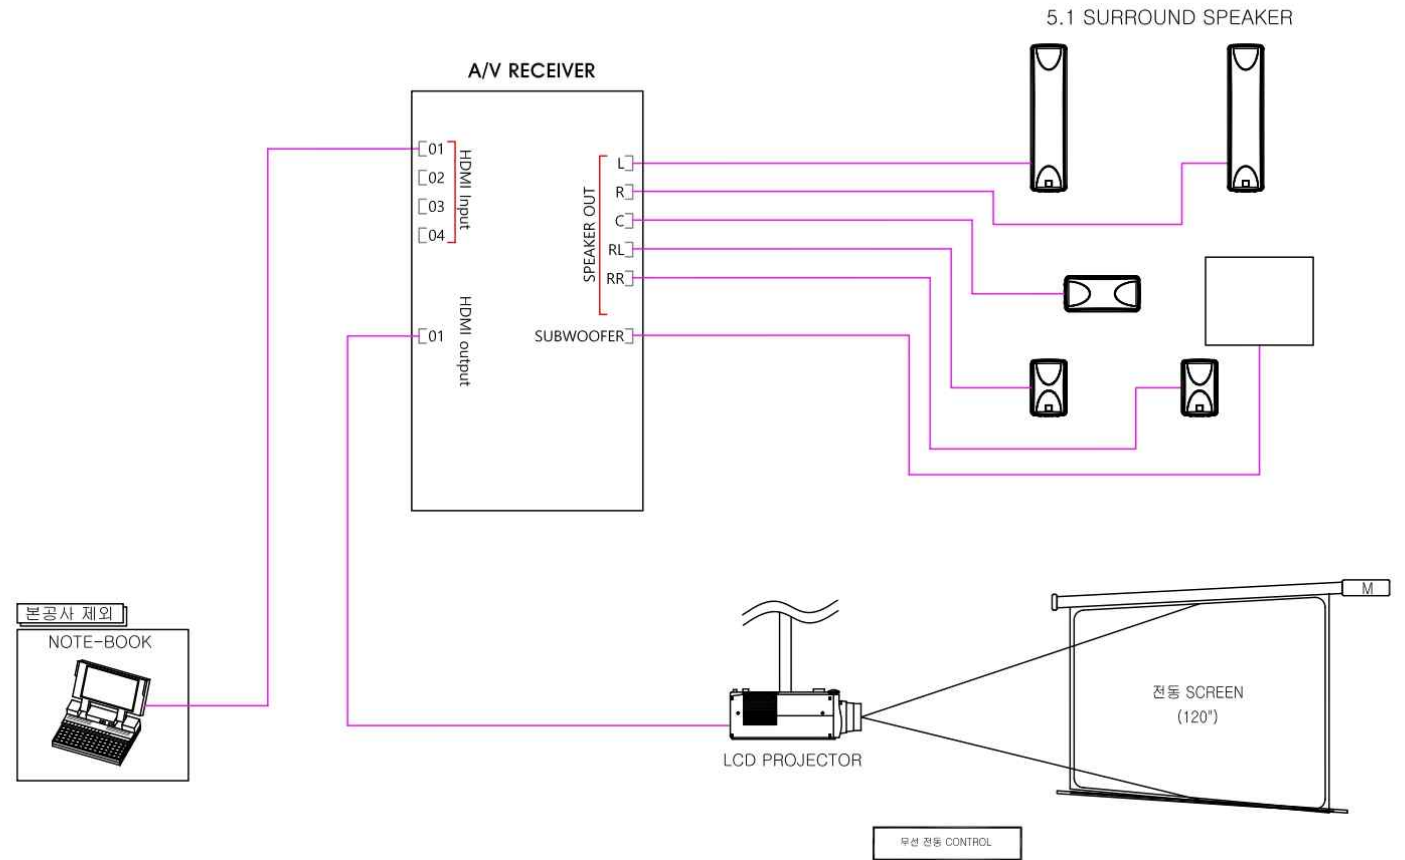 5.1 SURROUND SPEAKER
A/V RECEIVER
01
02
03
04
HDMI Input
01
HDMI output
SPEAKER OUT
L
R
C
RL
RR
SUBWOOFER
본공사 제외
NOTE-BOOK
LCD PROJECTOR
M
전동 SCREEN
(120")
무선 전동 CONTROL